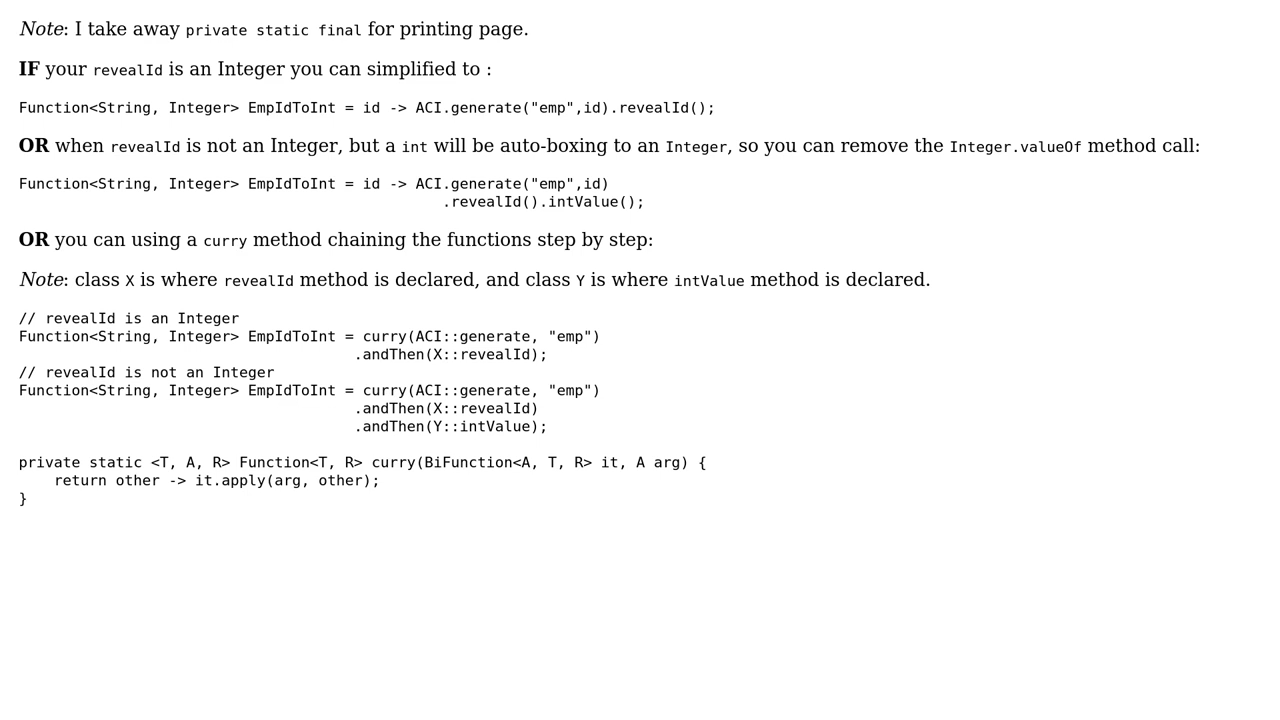 Note: I take away private static final for printing page.
IF your revealId is an Integer you can simplified to :
Function<String, Integer> EmpIdToInt = id -> ACI.generate("emp",id).revealId();
OR when revealId is not an Integer, but a int will be auto-boxing to an Integer, so you can remove the Integer.valueOf method call:
Function<String, Integer> EmpIdToInt = id -> ACI.generate("emp",id)
                                                .revealId().intValue();
OR you can using a curry method chaining the functions step by step:
Note: class X is where revealId method is declared, and class Y is where intValue method is declared.
// revealId is an Integer
Function<String, Integer> EmpIdToInt = curry(ACI::generate, "emp")
                                      .andThen(X::revealId);
// revealId is not an Integer
Function<String, Integer> EmpIdToInt = curry(ACI::generate, "emp")
                                      .andThen(X::revealId)
                                      .andThen(Y::intValue);
private static <T, A, R> Function<T, R> curry(BiFunction<A, T, R> it, A arg) {
    return other -> it.apply(arg, other);
}